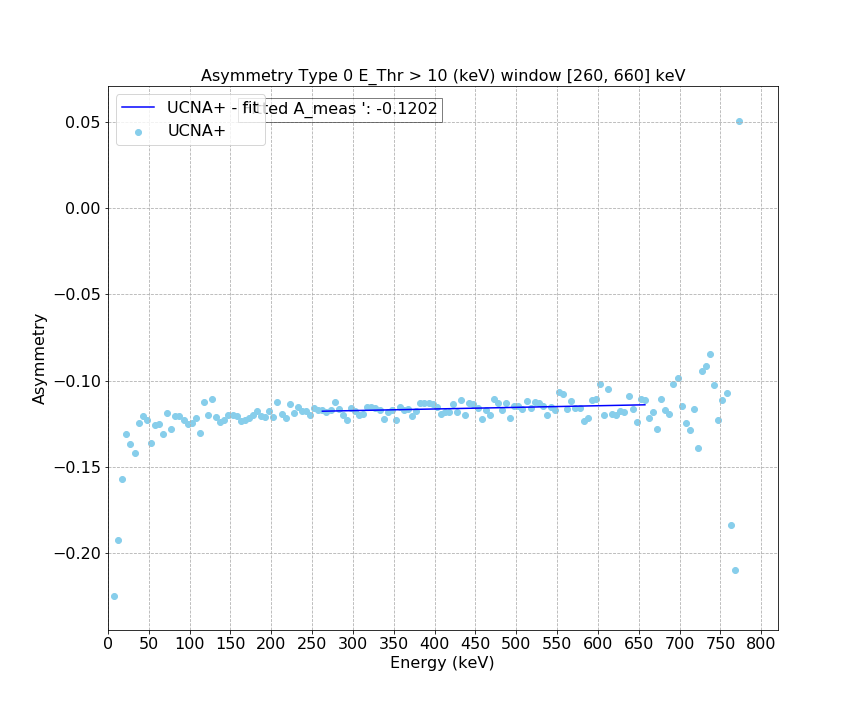 Asymmetry Type 0 E_Thr > 10 (keV) window [260, 660] keV
UCNA+ - fit
tted A_meas ': -0.1202
UCNA+
Asymmetry
0.05
0.00
−0.05
−0.10
−0.15
−0.20
0 50 100 150 200 250 300 350 400 450 500 550 600 650 700 750 800
Energy (keV)